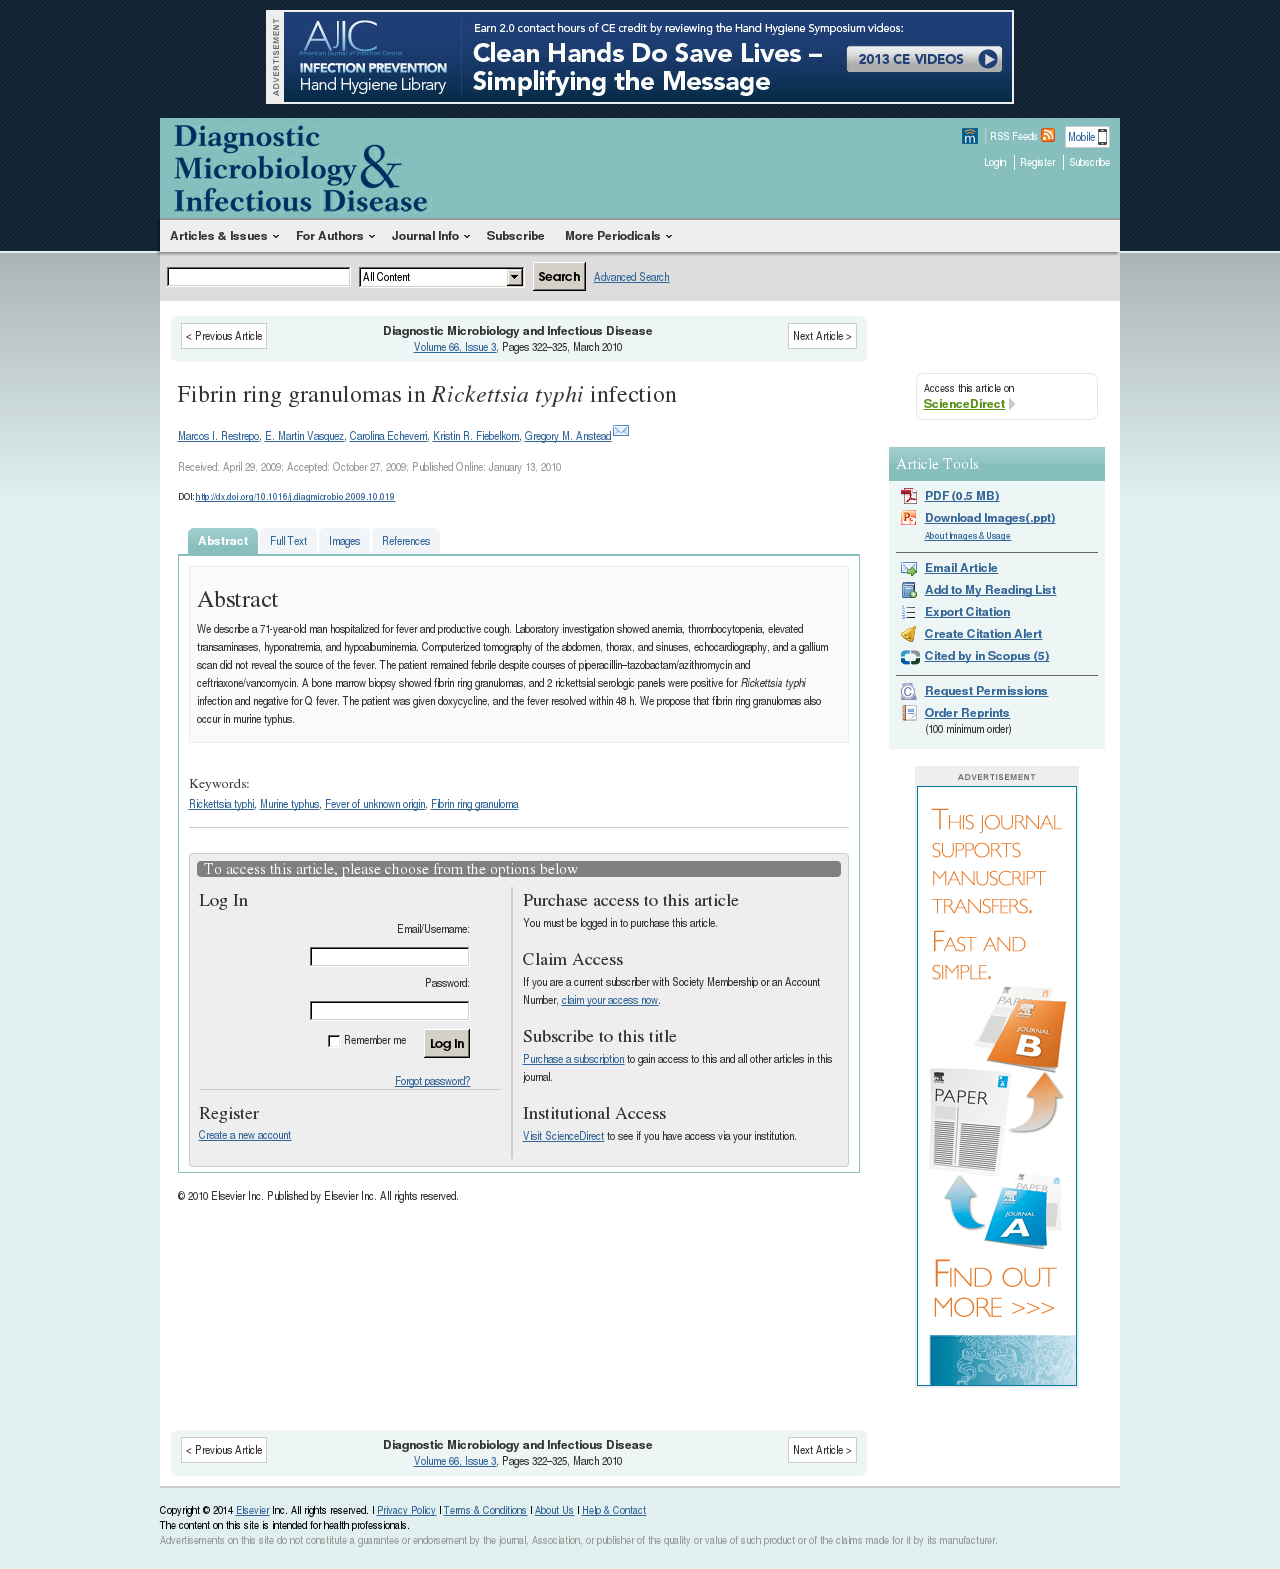 ADVERTISEMENT
AJIC
American Journal of Infection Control
INFECTION PREVENTION
Hand Hygiene Library
Earn 2.0 contact hours of CE credit by reviewing the Hand Hygiene Symposium videos:
Clean Hands Do Save Lives –
Simplifying the Message
2013 CE VIDEOS
Diagnostic
Microbiology &
Infectious Disease
m RSS Feeds Mobile
Login Register Subscribe
Articles & Issues For Authors Journal Info Subscribe More Periodicals
All Content Search Advanced Search
< Previous Article
Diagnostic Microbiology and Infectious Disease
Volume 66, Issue 3, Pages 322–325, March 2010
Next Article >
Fibrin ring granulomas in Rickettsia typhi infection
Marcos I. Restrepo, E. Martin Vasquez, Carolina Echeverri, Kristin R. Fiebelkorn, Gregory M. Anstead
Received: April 29, 2009; Accepted: October 27, 2009; Published Online: January 13, 2010
DOI: http://dx.doi.org/10.1016/j.diagmicrobio.2009.10.019
Abstract Full Text Images References
Abstract
We describe a 71-year-old man hospitalized for fever and productive cough. Laboratory investigation showed anemia, thrombocytopenia, elevated
transaminases, hyponatremia, and hypoalbuminemia. Computerized tomography of the abdomen, thorax, and sinuses, echocardiography, and a gallium
scan did not reveal the source of the fever. The patient remained febrile despite courses of piperacillin–tazobactam/azithromycin and
ceftriaxone/vancomycin. A bone marrow biopsy showed fibrin ring granulomas, and 2 rickettsial serologic panels were positive for Rickettsia typhi
infection and negative for Q fever. The patient was given doxycycline, and the fever resolved within 48 h. We propose that fibrin ring granulomas also
occur in murine typhus.
Keywords:
Rickettsia typhi, Murine typhus, Fever of unknown origin, Fibrin ring granuloma
To access this article, please choose from the options below
Log In
Email/Username:
Password:
Remember me Log In
Forgot password?
Register
Create a new account
Purchase access to this article
You must be logged in to purchase this article.
Claim Access
If you are a current subscriber with Society Membership or an Account
Number, claim your access now.
Subscribe to this title
Purchase a subscription to gain access to this and all other articles in this
journal.
Institutional Access
Visit ScienceDirect to see if you have access via your institution.
© 2010 Elsevier Inc. Published by Elsevier Inc. All rights reserved.
Access this article on
ScienceDirect
Article Tools
PDF (0.5 MB)
Download Images(.ppt)
About Images & Usage
Email Article
Add to My Reading List
Export Citation
Create Citation Alert
Cited by in Scopus (5)
Request Permissions
Order Reprints
(100 minimum order)
ADVERTISEMENT
THIS JOURNAL
SUPPORTS
MANUSCRIPT
TRANSFERS.
FAST AND
SIMPLE.
PAPER
JOURNAL
B
PAPER
PAPER
JOURNAL
A
FIND OUT
MORE >>>
NON SOLUS
< Previous Article
Diagnostic Microbiology and Infectious Disease
Volume 66, Issue 3, Pages 322–325, March 2010
Next Article >
Copyright © 2014 Elsevier Inc. All rights reserved. | Privacy Policy | Terms & Conditions | About Us | Help & Contact
The content on this site is intended for health professionals.
Advertisements on this site do not constitute a guarantee or endorsement by the journal, Association, or publisher of the quality or value of such product or of the claims made for it by its manufacturer.